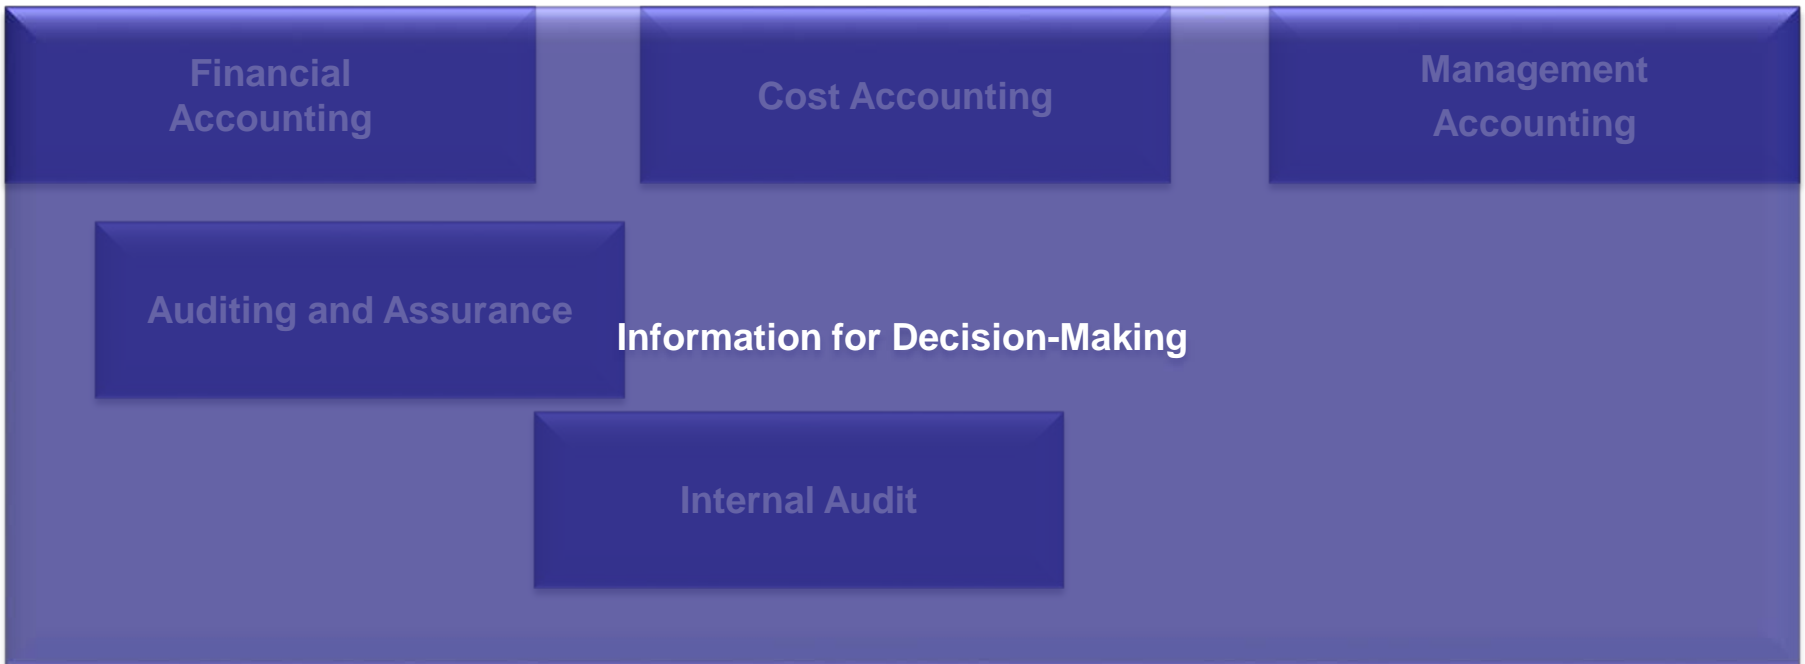 Financial
Accounting
Cost Accounting
Management
Accounting
Auditing and Assurance
Information for Decision-Making
Internal Audit